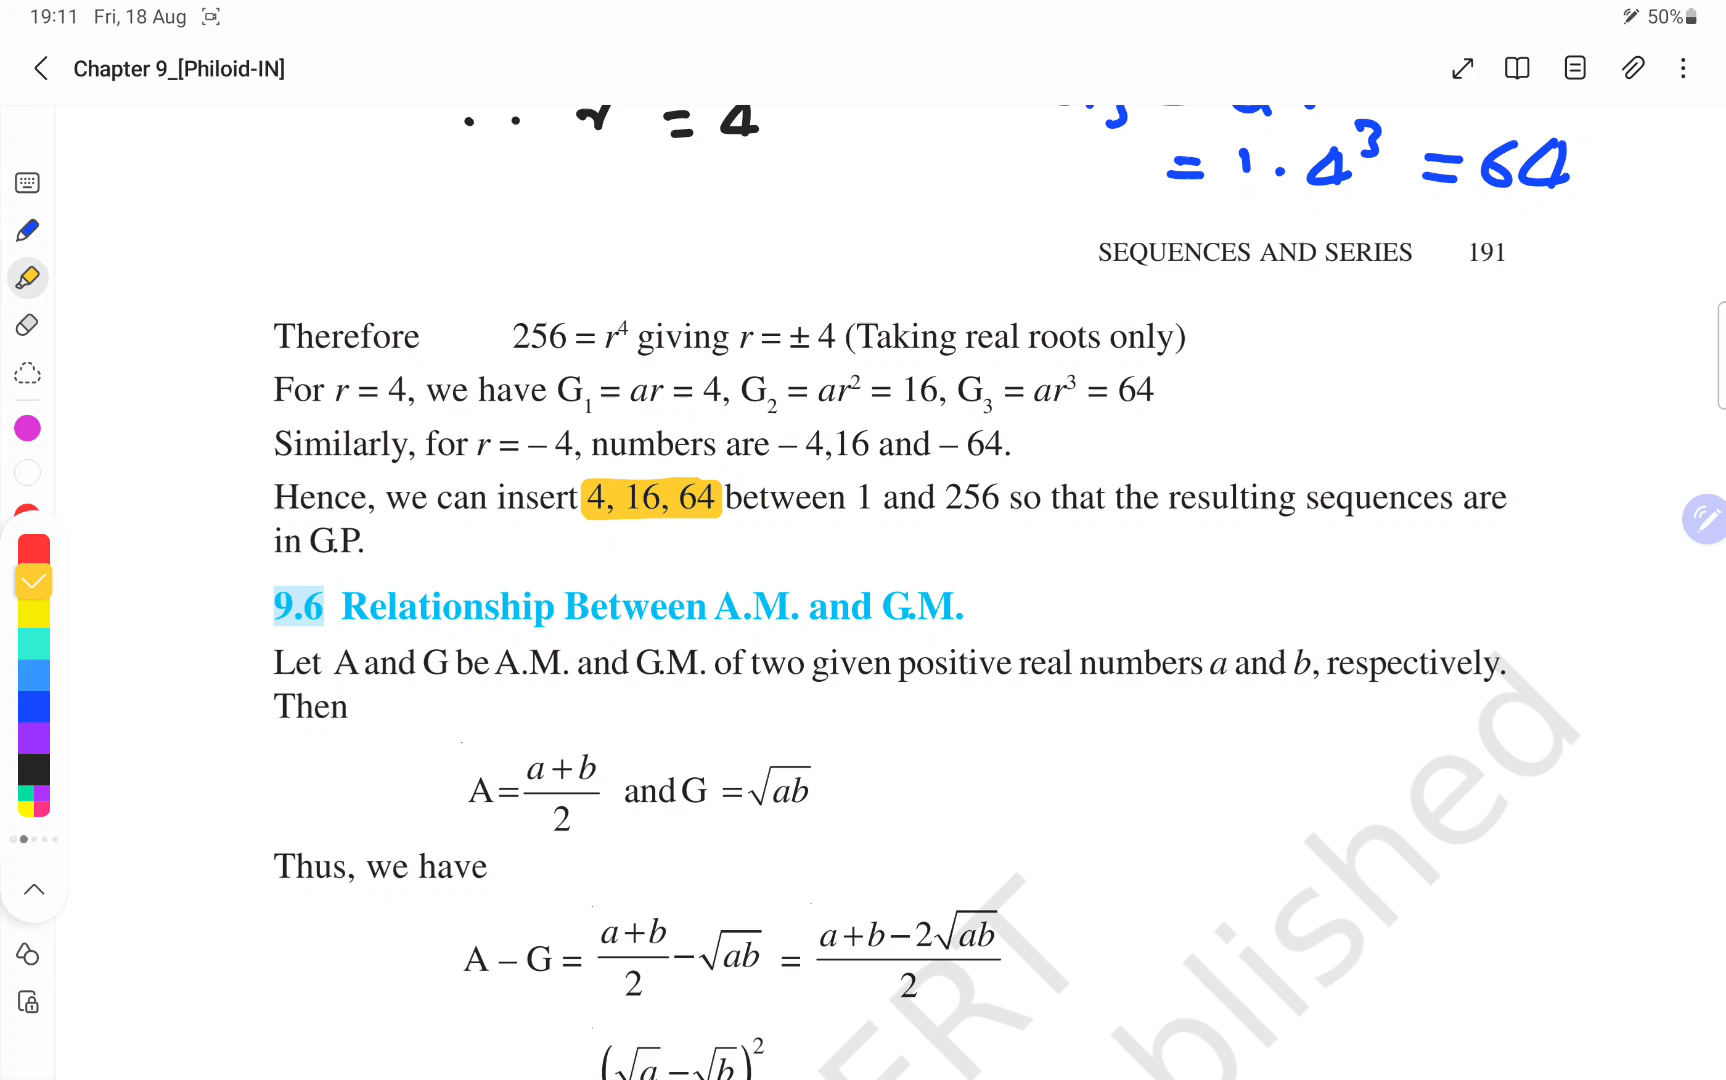 19:11 Fri, 18 Aug 50%
Chapter 9_[Philoid-IN]
∴ r = 4
= 1 · 4³ = 64
SEQUENCES AND SERIES 191
Therefore 256 = r⁴ giving r = ± 4 (Taking real roots only)
For r = 4, we have G₁ = ar = 4, G₂ = ar² = 16, G₃ = ar³ = 64
Similarly, for r = – 4, numbers are – 4,16 and – 64.
Hence, we can insert 4, 16, 64 between 1 and 256 so that the resulting sequences are
in G.P.
9.6 Relationship Between A.M. and G.M.
Let A and G be A.M. and G.M. of two given positive real numbers a and b, respectively.
Then
A = (a + b)/2 and G = √ab
Thus, we have
A – G = (a + b)/2 − √ab = (a + b − 2√ab)/2
(√a − √b)²
blished